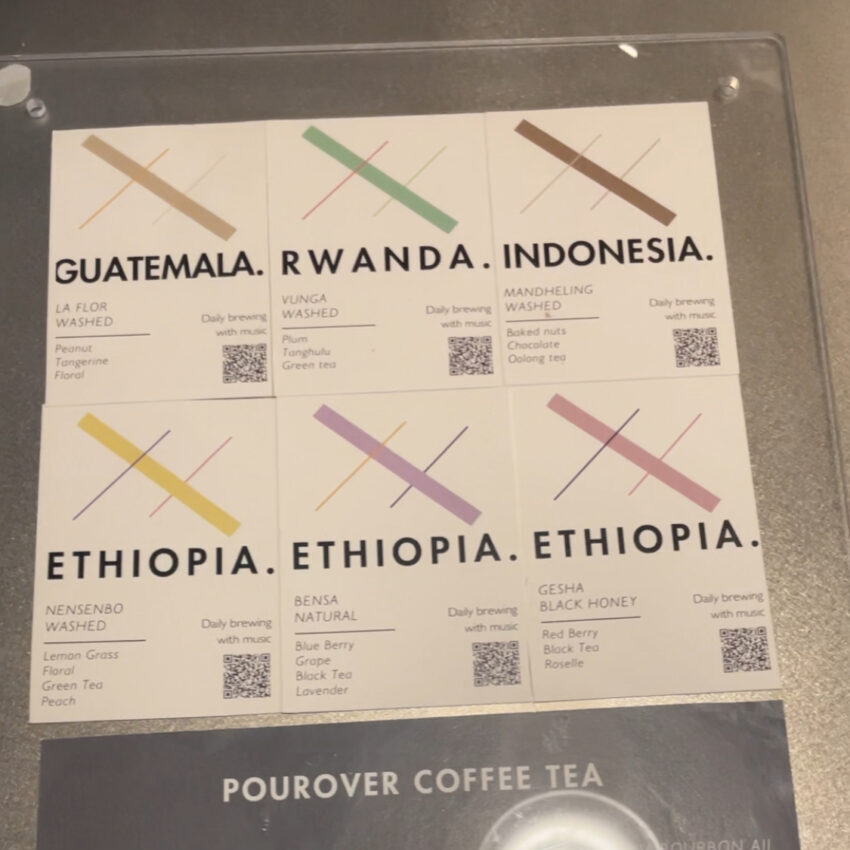 GUATEMALA.
LA FLOR
WASHED
Peanut
Tangerine
Floral
Daily brewing
with music
RWANDA.
VUNGA
WASHED
Plum
Tanghulu
Green tea
Daily brewing
with music
INDONESIA.
MANDHELING
WASHED
Baked nuts
Chocolate
Oolong tea
Daily brewing
with music
ETHIOPIA.
NENSENBO
WASHED
Lemon Grass
Floral
Green Tea
Peach
Daily brewing
with music
ETHIOPIA.
BENSA
NATURAL
Blue Berry
Grape
Black Tea
Lavender
Daily brewing
with music
ETHIOPIA.
GESHA
BLACK HONEY
Red Berry
Black Tea
Roselle
Daily brewing
with music
POUROVER COFFEE TEA
BOURBON